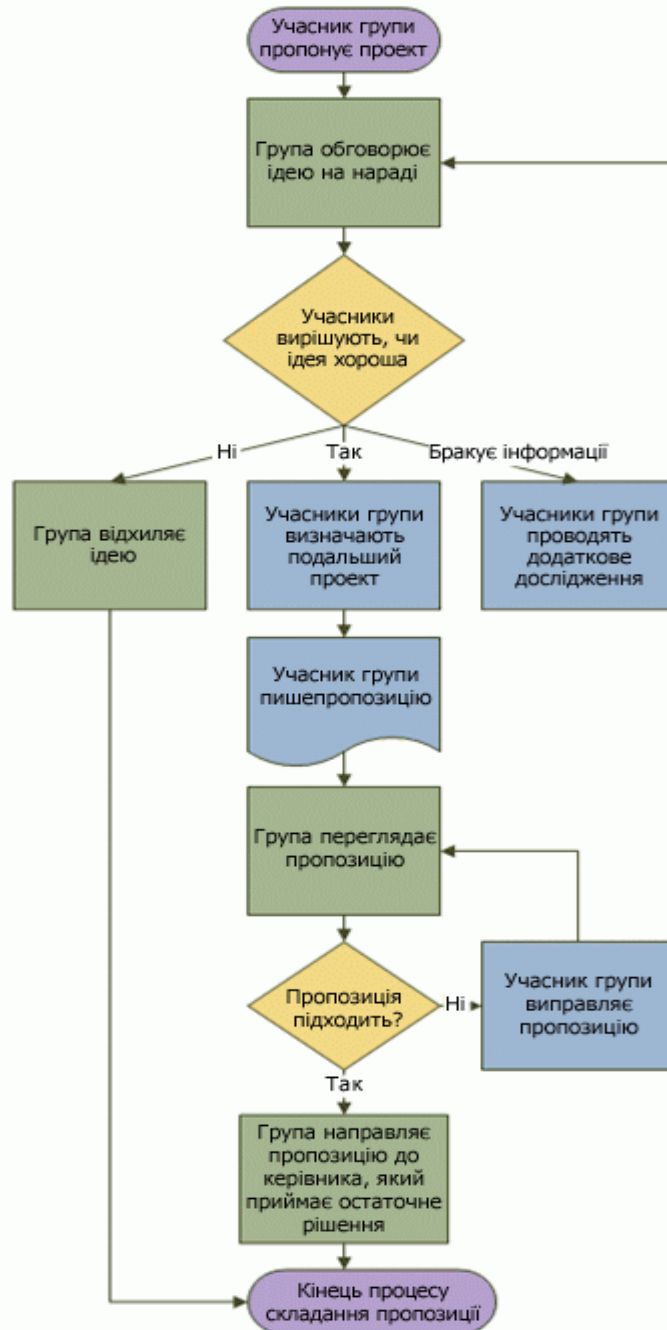 Учасник групи
пропонує проект
Група обговорює
ідею на нараді
Учасники
вирішують, чи
ідея хороша
Ні
Так
Бракує інформації
Група відхиляє
ідею
Учасники групи
визначають
подальший
проект
Учасники групи
проводять
додаткове
дослідження
Учасник групи
пишепропозицію
Група переглядає
пропозицію
Пропозиція
підходить?
Ні
Учасник групи
виправляє
пропозицію
Так
Група направляє
пропозицію до
керівника, який
приймає остаточне
рішення
Кінець процесу
складання пропозиції